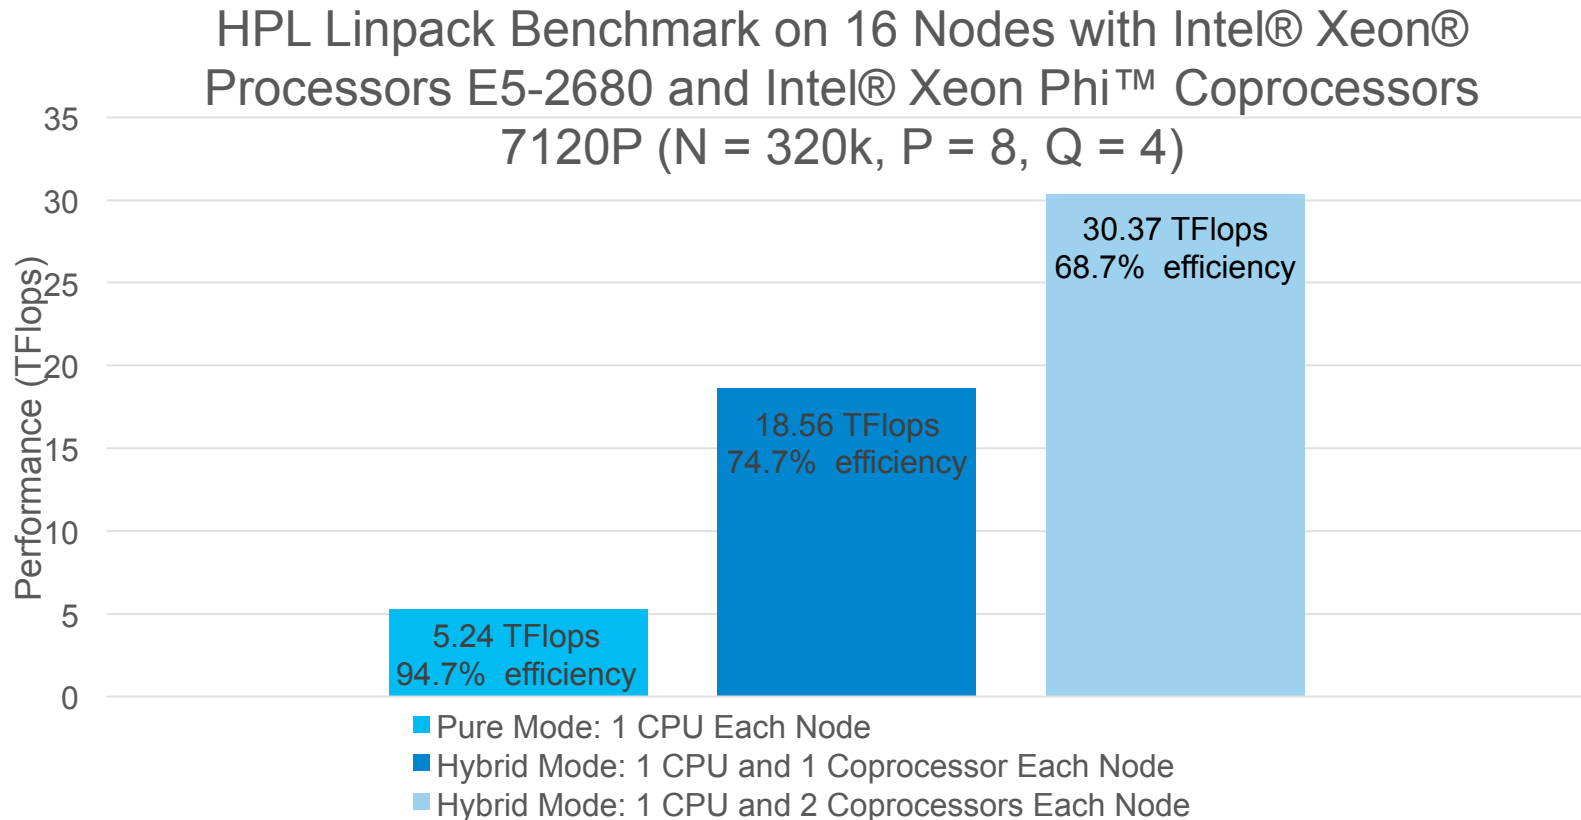 HPL Linpack Benchmark on 16 Nodes with Intel® Xeon®
Processors E5-2680 and Intel® Xeon Phi™ Coprocessors
7120P (N = 320k, P = 8, Q = 4)
Performance (TFlops)
35
30
25
20
15
10
5
0
5.24 TFlops
94.7% efficiency
18.56 TFlops
74.7% efficiency
30.37 TFlops
68.7% efficiency
Pure Mode: 1 CPU Each Node
Hybrid Mode: 1 CPU and 1 Coprocessor Each Node
Hybrid Mode: 1 CPU and 2 Coprocessors Each Node